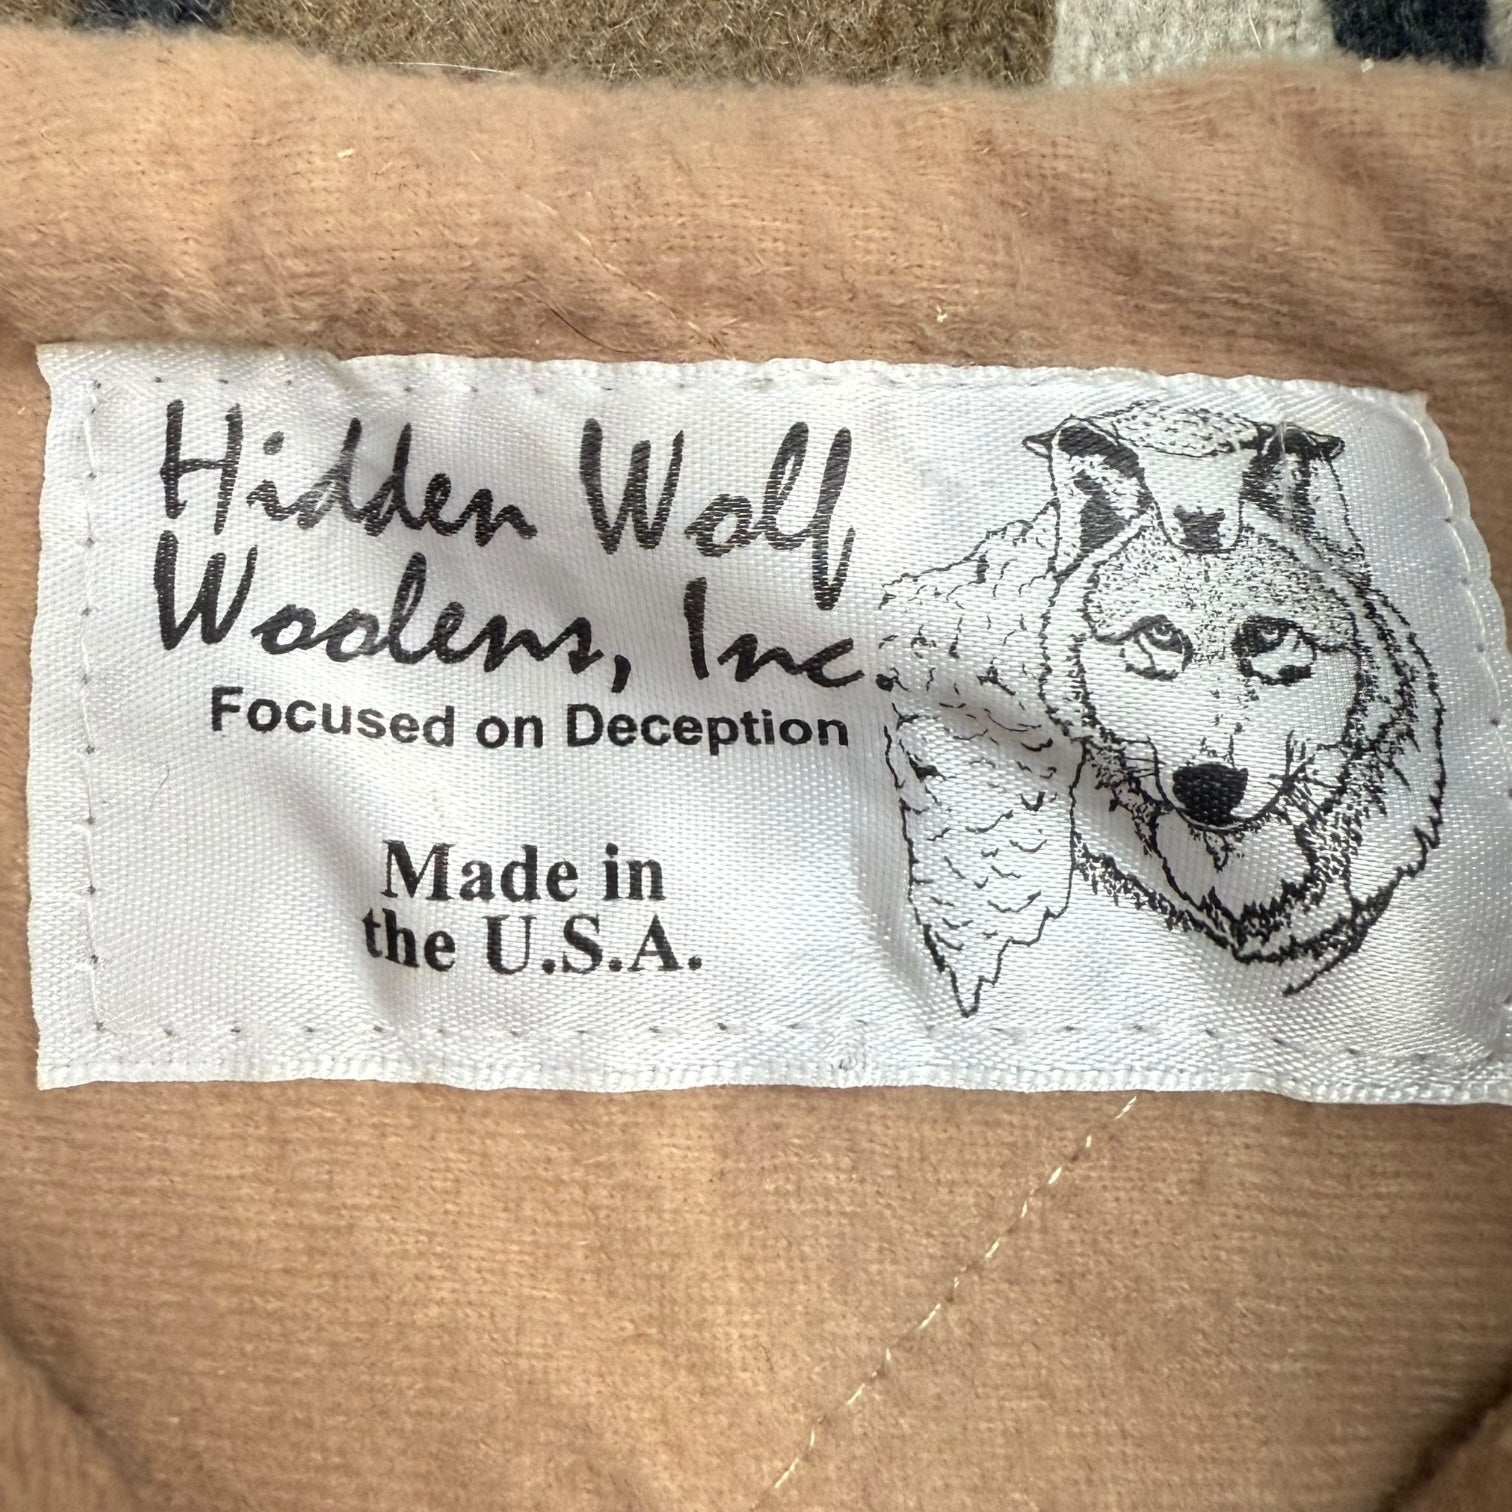 Hidden Wolf
Woolens, Inc.
Focused on Deception
Made in
the U.S.A.